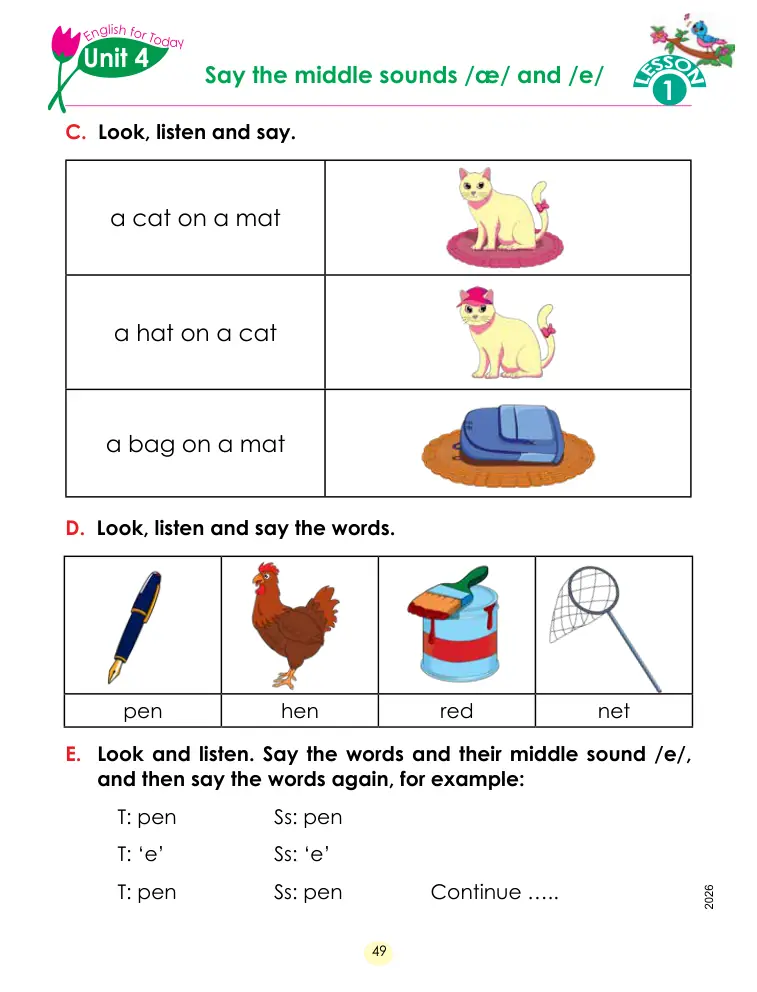 English for Today
Unit 4
Say the middle sounds /æ/ and /e/
LESSON
1
C. Look, listen and say.
a cat on a mat
a hat on a cat
a bag on a mat
D. Look, listen and say the words.
pen hen red net
E. Look and listen. Say the words and their middle sound /e/,
and then say the words again, for example:
T: pen Ss: pen
T: ‘e’ Ss: ‘e’
T: pen Ss: pen Continue …..
2026
49